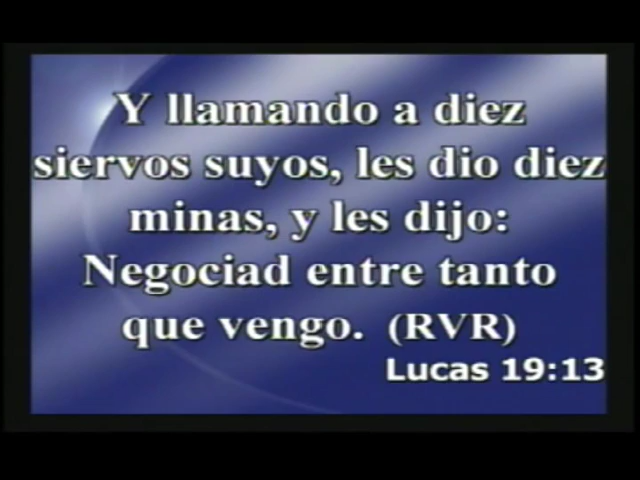 Y llamando a diez
siervos suyos, les dio diez
minas, y les dijo:
Negociad entre tanto
que vengo. (RVR)
Lucas 19:13